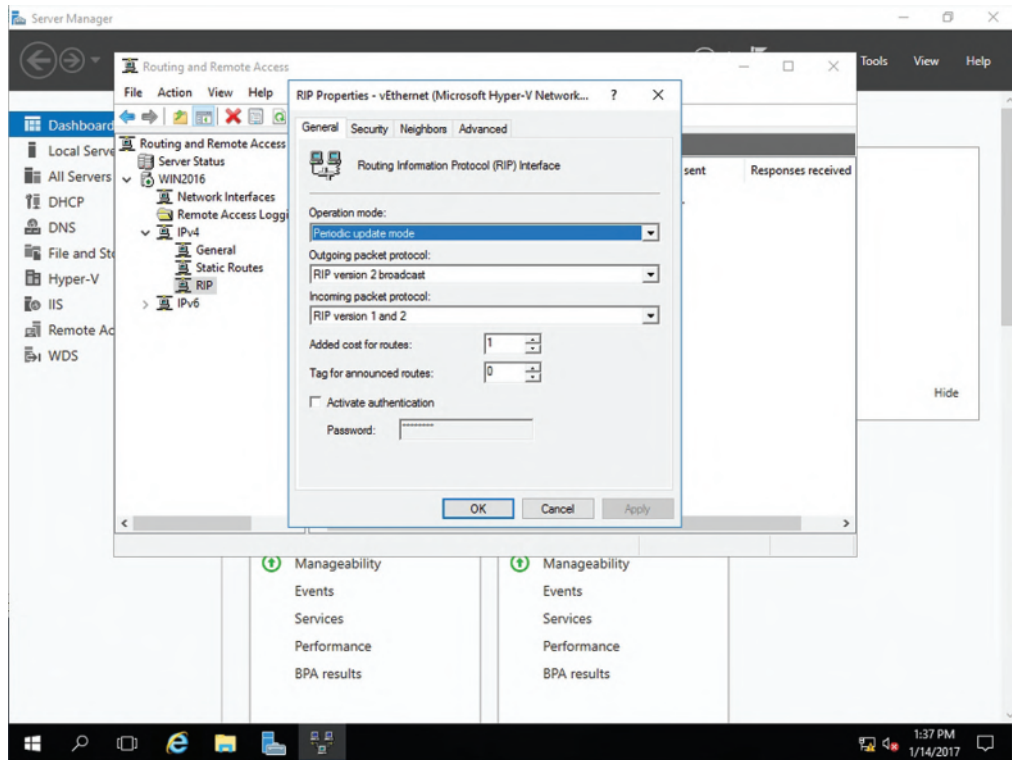 Server Manager
Tools View Help
Routing and Remote Access
File Action View Help
Dashboard
Local Serve
All Servers
DHCP
DNS
File and Sto
Hyper-V
IIS
Remote Ac
WDS
Routing and Remote Access
Server Status
WIN2016
Network Interfaces
Remote Access Loggi
IPv4
General
Static Routes
RIP
IPv6
sent Responses received
RIP Properties - vEthernet (Microsoft Hyper-V Network... ? ×
General Security Neighbors Advanced
Routing Information Protocol (RIP) Interface
Operation mode:
Periodic update mode
Outgoing packet protocol:
RIP version 2 broadcast
Incoming packet protocol:
RIP version 1 and 2
Added cost for routes: 1
Tag for announced routes: 0
Activate authentication
Password: ••••••••
OK Cancel Apply
Hide
Manageability
Events
Services
Performance
BPA results
Manageability
Events
Services
Performance
BPA results
1:37 PM
1/14/2017